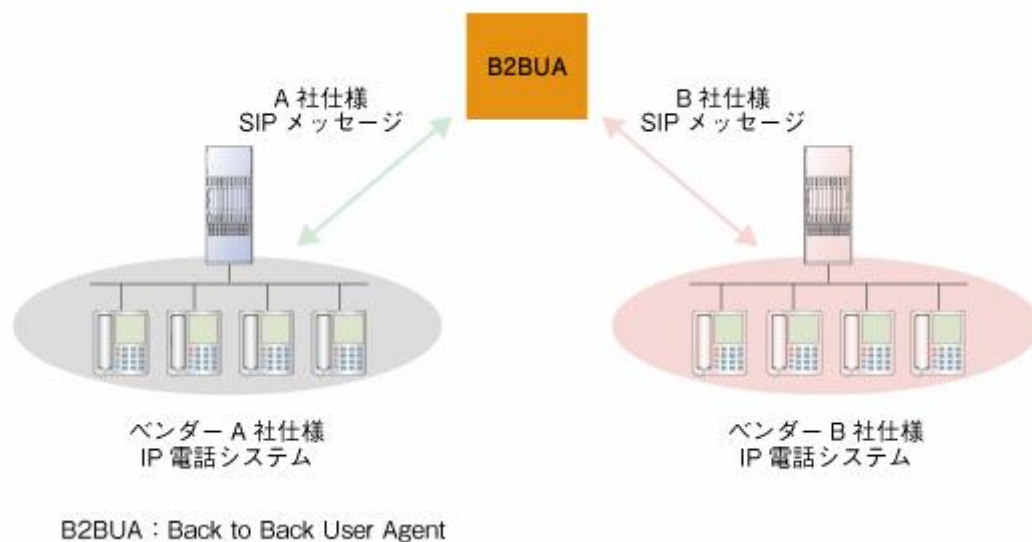 B2BUA
A 社仕様
SIP メッセージ
B 社仕様
SIP メッセージ
ベンダー A 社仕様
IP 電話システム
ベンダー B 社仕様
IP 電話システム
B2BUA：Back to Back User Agent